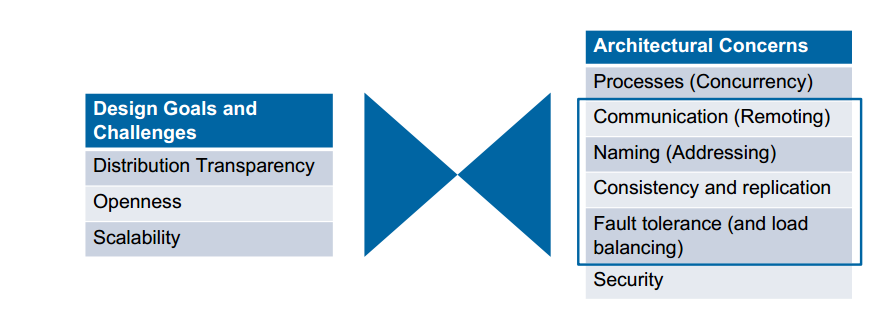 Design Goals and
Challenges
Distribution Transparency
Openness
Scalability
Architectural Concerns
Processes (Concurrency)
Communication (Remoting)
Naming (Addressing)
Consistency and replication
Fault tolerance (and load
balancing)
Security